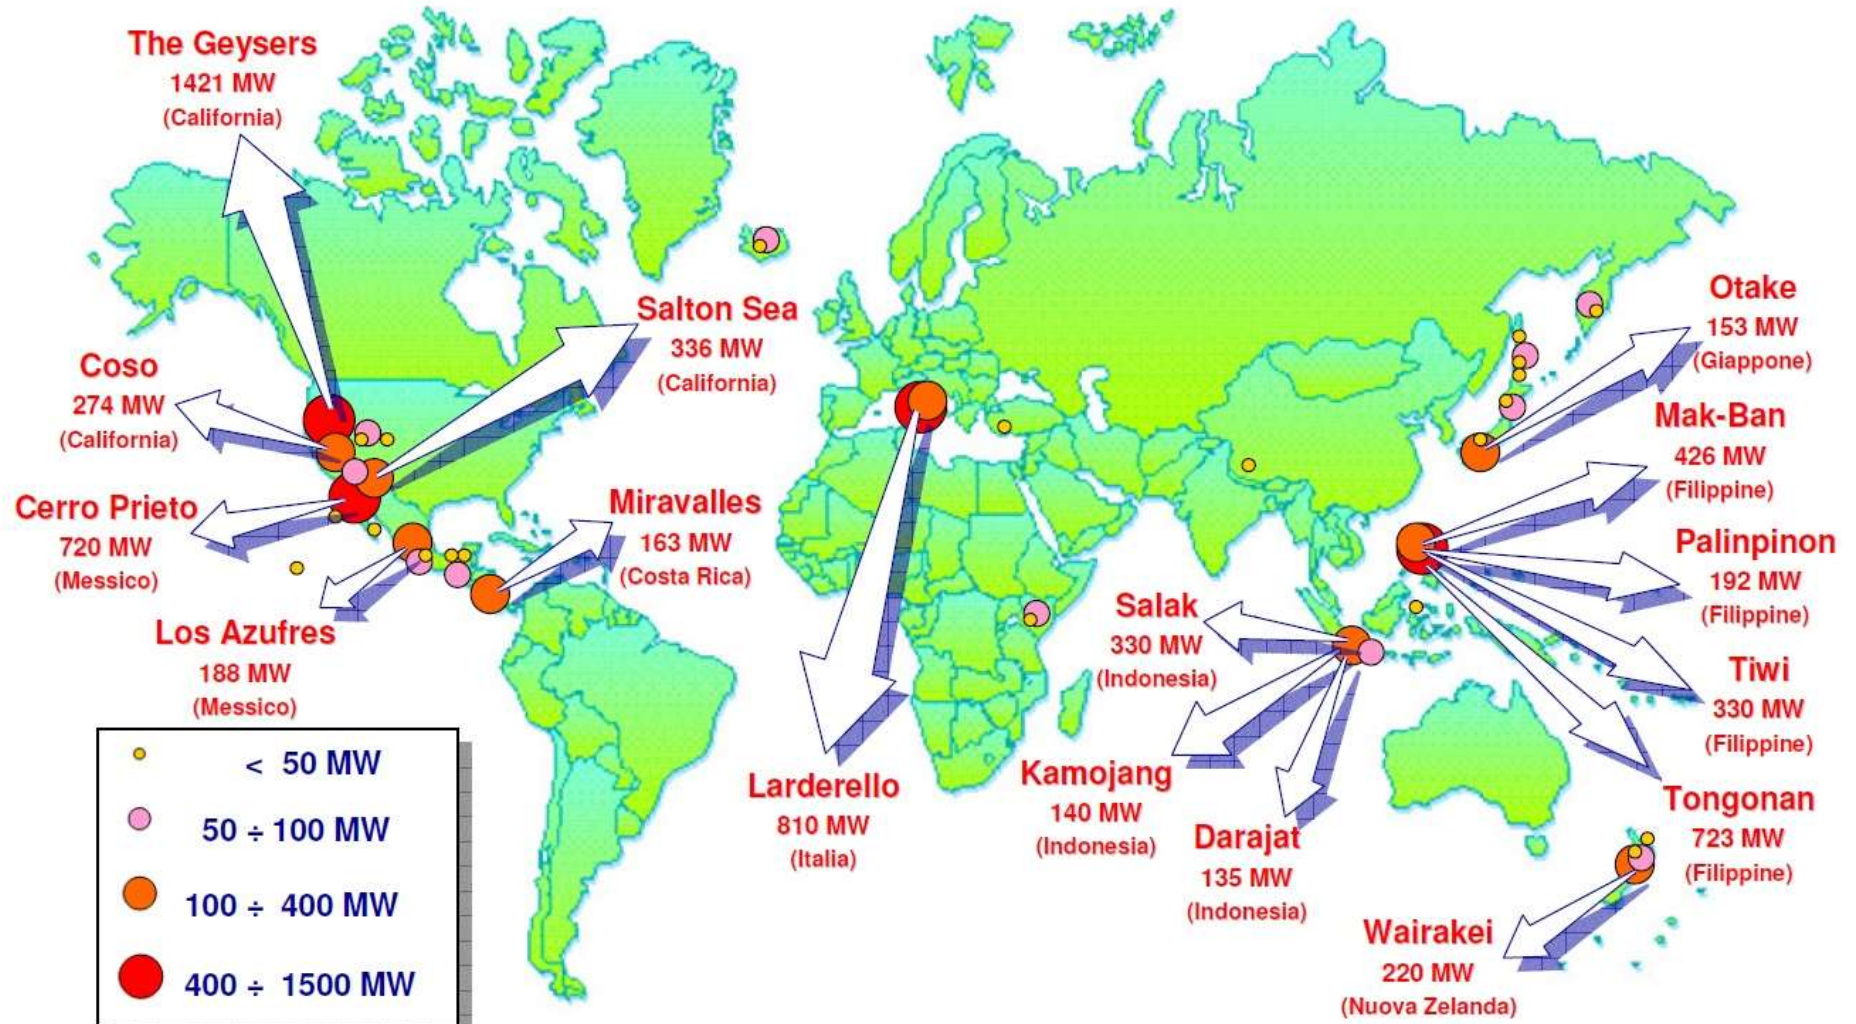 The Geysers
1421 MW
(California)
Salton Sea
336 MW
(California)
Coso
274 MW
(California)
Cerro Prieto
720 MW
(Messico)
Miravalles
163 MW
(Costa Rica)
Los Azufres
188 MW
(Messico)
Otake
153 MW
(Giappone)
Mak-Ban
426 MW
(Filippine)
Palinpinon
192 MW
(Filippine)
Salak
330 MW
(Indonesia)
Tiwi
330 MW
(Filippine)
Larderello
810 MW
(Italia)
Kamojang
140 MW
(Indonesia)
Darajat
135 MW
(Indonesia)
Tongonan
723 MW
(Filippine)
Wairakei
220 MW
(Nuova Zelanda)
< 50 MW
50 ÷ 100 MW
100 ÷ 400 MW
400 ÷ 1500 MW